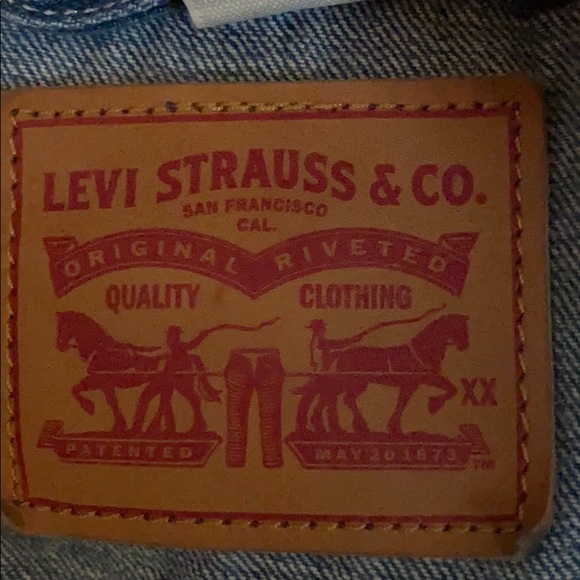 LEVI STRAUSS & CO.
SAN FRANCISCO
CAL.
ORIGINAL RIVETED
QUALITY CLOTHING
XX
PATENTED MAY 20 1873 TM